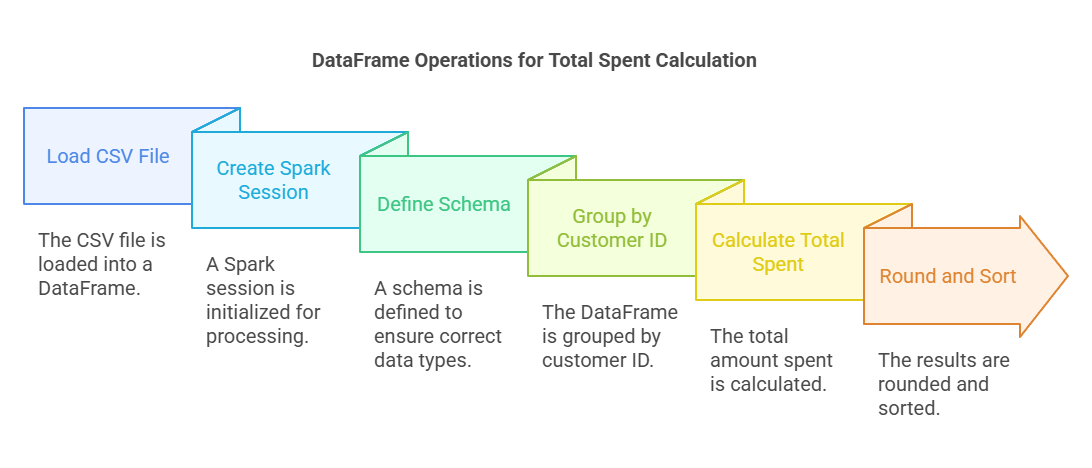 DataFrame Operations for Total Spent Calculation
Load CSV File
The CSV file is
loaded into a
DataFrame.
Create Spark
Session
A Spark
session is
initialized for
processing.
Define Schema
A schema is
defined to
ensure correct
data types.
Group by
Customer ID
The DataFrame
is grouped by
customer ID.
Calculate Total
Spent
The total
amount spent
is calculated.
Round and Sort
The results are
rounded and
sorted.